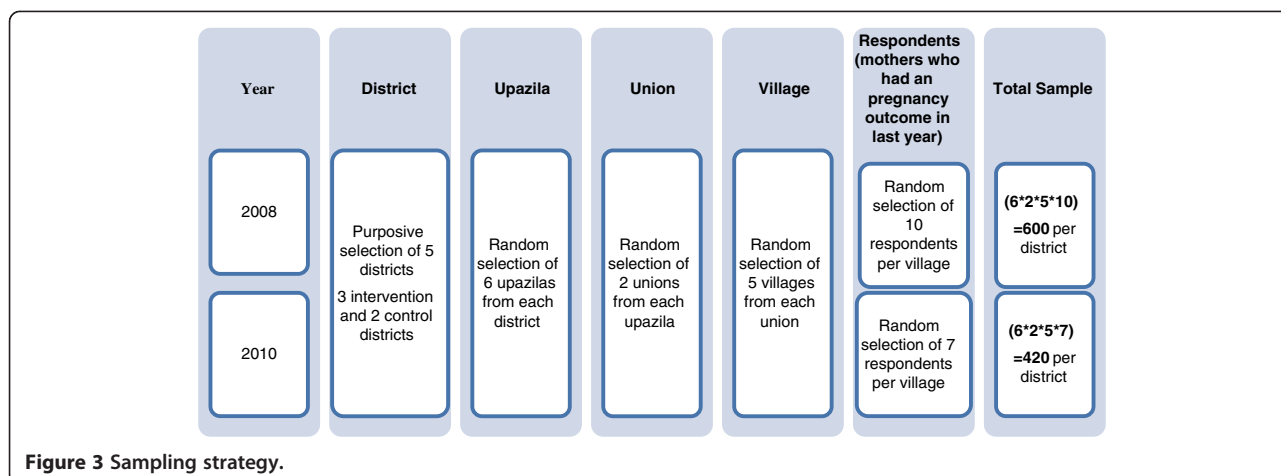 Year
District
Upazila
Union
Village
Respondents
(mothers who
had an
pregnancy
outcome in
last year)
Total Sample
2008
2010
Purposive
selection of 5
districts
3 intervention
and 2 control
districts
Random
selection of
6 upazilas
from each
district
Random
selection of
2 unions
from each
upazila
Random
selection of
5 villages
from each
union
Random
selection of
10
respondents
per village
Random
selection of 7
respondents
per village
(6*2*5*10)
=600 per
district
(6*2*5*7)
=420 per
district
Figure 3 Sampling strategy.